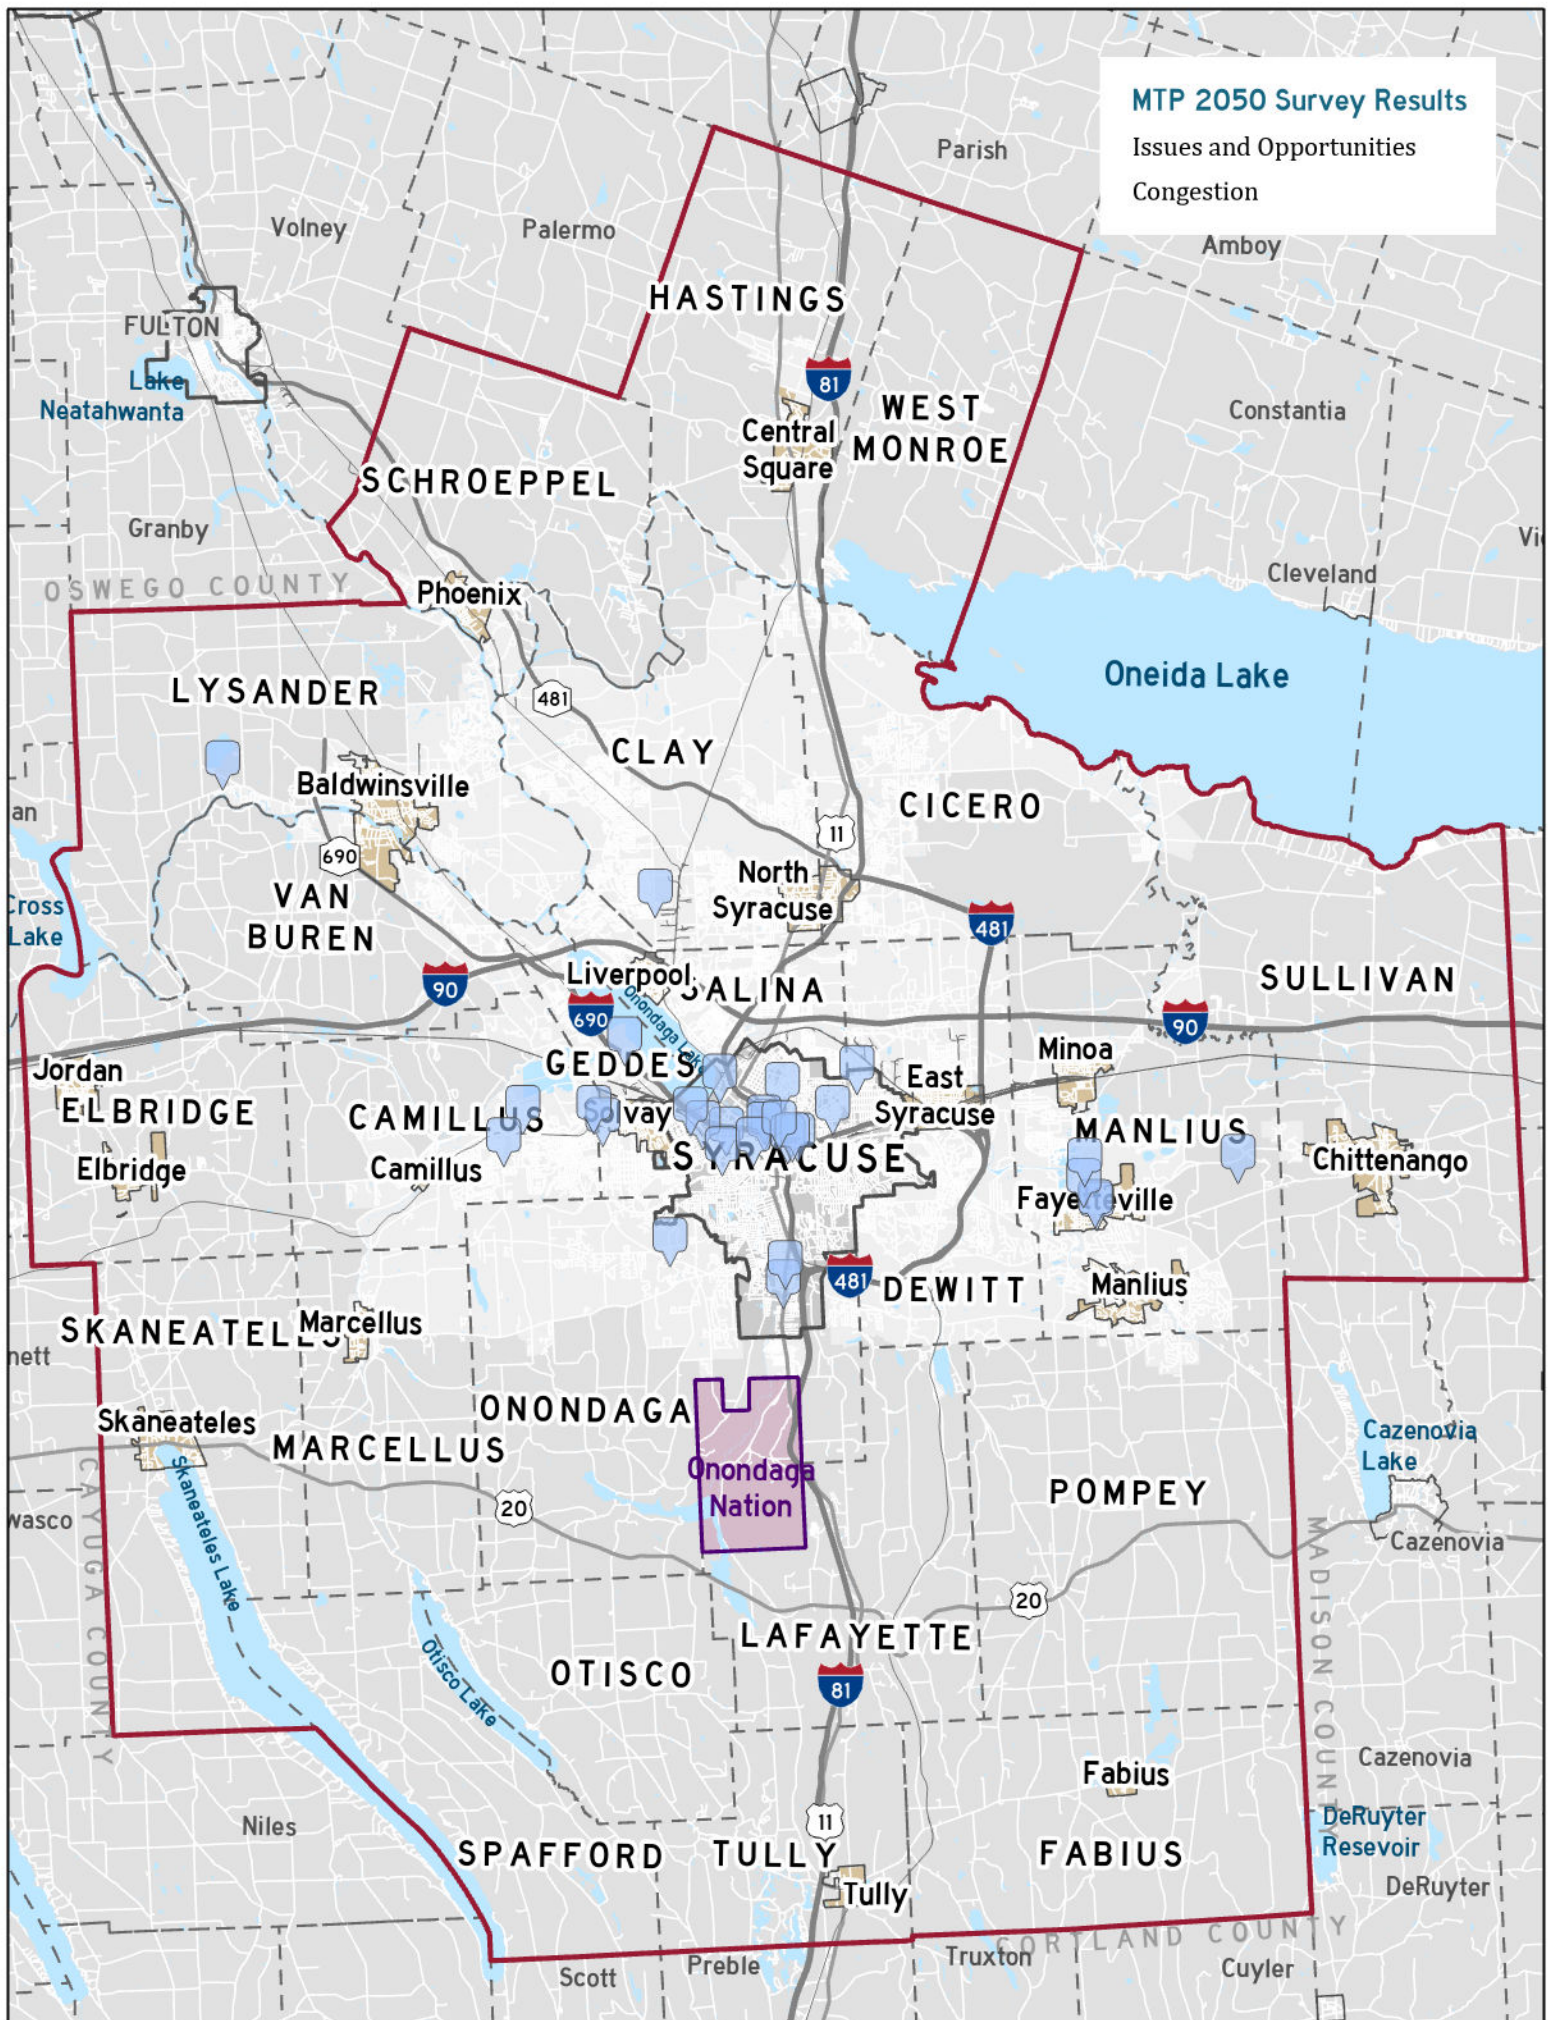 MTP 2050 Survey Results
Issues and Opportunities
Congestion
Parish
Volney
Palermo
Amboy
HASTINGS
FULTON
Lake
Neatahwanta
81
WEST
MONROE
Constantia
Central
Square
SCHROEPPEL
Granby
OSWEGO COUNTY
Phoenix
Cleveland
Oneida Lake
LYSANDER
481
CLAY
Baldwinsville
CICERO
an
11
690
North
Syracuse
VAN
BUREN
Cross
Lake
481
Liverpool
SALINA
SULLIVAN
90
Onondaga Lake
690
90
Minoa
GEDDES
Jordan
East
Syracuse
ELBRIDGE
CAMILLUS
Solvay
MANLIUS
SYRACUSE
Elbridge
Camillus
Chittenango
Fayetteville
481
DEWITT
Manlius
SKANEATELES
Marcellus
nett
ONONDAGA
Skaneateles
MARCELLUS
Cazenovia
Lake
Onondaga
Nation
POMPEY
20
wasco
Skaneateles Lake
CAYUGA COUNTY
MADISON COUNTY
Cazenovia
20
LAFAYETTE
OTISCO
Otisco Lake
81
Cazenovia
Fabius
11
DeRuyter
Resevoir
Niles
SPAFFORD
TULLY
FABIUS
Tully
DeRuyter
CORTLAND COUNTY
Truxton
Scott
Preble
Cuyler